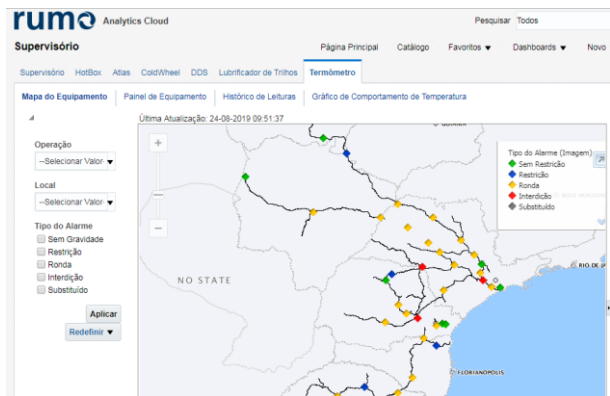 rumo Analytics Cloud
Pesquisar Todos
Supervisório
Página Principal Catálogo Favoritos Dashboards Novo
Supervisório HotBox Atlas ColdWheel DDS Lubrificador de Trilhos Termômetro
Mapa do Equipamento Painel de Equipamento Histórico de Leituras Gráfico de Comportamento de Temperatura
Última Atualização: 24-08-2019 09:51:37
Operação
--Selecionar Valor-
Local
--Selecionar Valor-
Tipo do Alarme
Sem Gravidade
Restrição
Ronda
Interdição
Substituído
Aplicar
Redefinir
Tipo do Alarme (Imagem)
Sem Restrição
Restrição
Ronda
Interdição
Substituído
NO STATE
RIO DE
FLORIANÓPOLIS